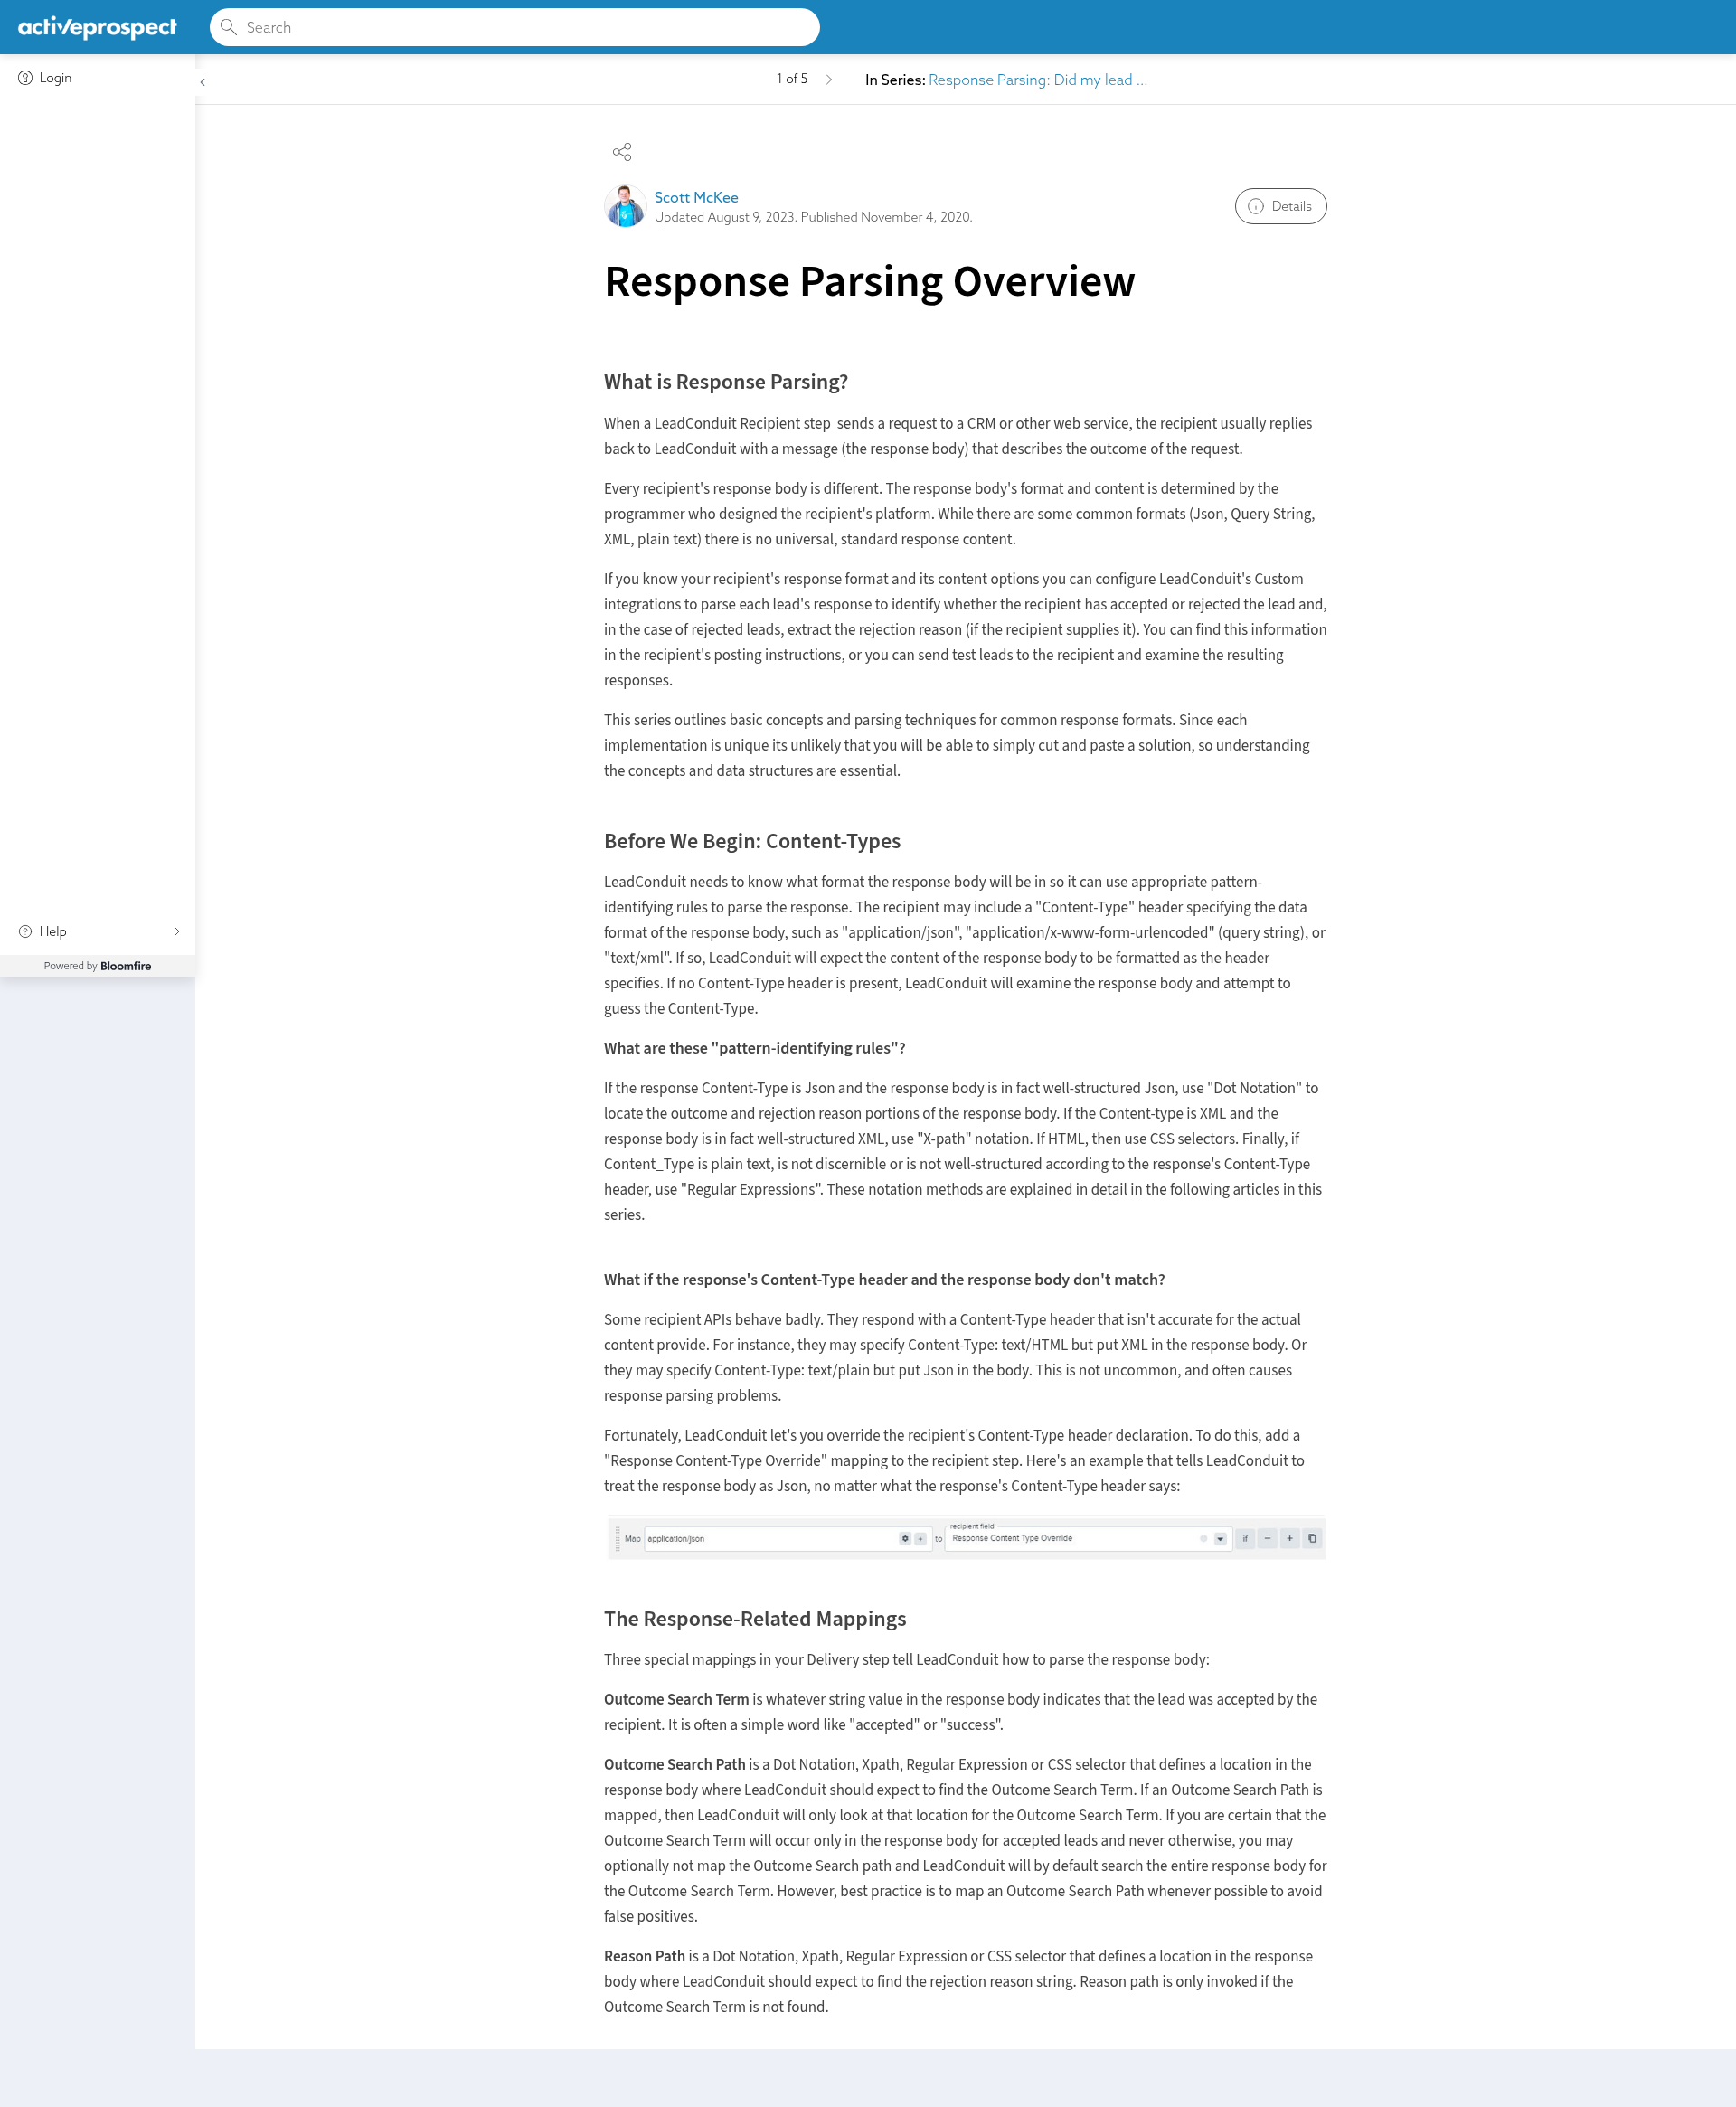 activeprospect
Search
Login
1 of 5
In Series: Response Parsing: Did my lead ...
Scott McKee
Updated August 9, 2023. Published November 4, 2020.
Details
Response Parsing Overview
What is Response Parsing?
When a LeadConduit Recipient step  sends a request to a CRM or other web service, the recipient usually replies
back to LeadConduit with a message (the response body) that describes the outcome of the request.
Every recipient's response body is different. The response body's format and content is determined by the
programmer who designed the recipient's platform. While there are some common formats (Json, Query String,
XML, plain text) there is no universal, standard response content.
If you know your recipient's response format and its content options you can configure LeadConduit's Custom
integrations to parse each lead's response to identify whether the recipient has accepted or rejected the lead and,
in the case of rejected leads, extract the rejection reason (if the recipient supplies it). You can find this information
in the recipient's posting instructions, or you can send test leads to the recipient and examine the resulting
responses.
This series outlines basic concepts and parsing techniques for common response formats. Since each
implementation is unique its unlikely that you will be able to simply cut and paste a solution, so understanding
the concepts and data structures are essential.
Before We Begin: Content-Types
LeadConduit needs to know what format the response body will be in so it can use appropriate pattern-
identifying rules to parse the response. The recipient may include a "Content-Type" header specifying the data
format of the response body, such as "application/json", "application/x-www-form-urlencoded" (query string), or
"text/xml". If so, LeadConduit will expect the content of the response body to be formatted as the header
specifies. If no Content-Type header is present, LeadConduit will examine the response body and attempt to
guess the Content-Type.
Help
Powered by Bloomfire
What are these "pattern-identifying rules"?
If the response Content-Type is Json and the response body is in fact well-structured Json, use "Dot Notation" to
locate the outcome and rejection reason portions of the response body. If the Content-type is XML and the
response body is in fact well-structured XML, use "X-path" notation. If HTML, then use CSS selectors. Finally, if
Content_Type is plain text, is not discernible or is not well-structured according to the response's Content-Type
header, use "Regular Expressions". These notation methods are explained in detail in the following articles in this
series.
What if the response's Content-Type header and the response body don't match?
Some recipient APIs behave badly. They respond with a Content-Type header that isn't accurate for the actual
content provide. For instance, they may specify Content-Type: text/HTML but put XML in the response body. Or
they may specify Content-Type: text/plain but put Json in the body. This is not uncommon, and often causes
response parsing problems.
Fortunately, LeadConduit let's you override the recipient's Content-Type header declaration. To do this, add a
"Response Content-Type Override" mapping to the recipient step. Here's an example that tells LeadConduit to
treat the response body as Json, no matter what the response's Content-Type header says:
recipient field
Map application/json to Response Content Type Override if
The Response-Related Mappings
Three special mappings in your Delivery step tell LeadConduit how to parse the response body:
Outcome Search Term is whatever string value in the response body indicates that the lead was accepted by the
recipient. It is often a simple word like "accepted" or "success".
Outcome Search Path is a Dot Notation, Xpath, Regular Expression or CSS selector that defines a location in the
response body where LeadConduit should expect to find the Outcome Search Term. If an Outcome Search Path is
mapped, then LeadConduit will only look at that location for the Outcome Search Term. If you are certain that the
Outcome Search Term will occur only in the response body for accepted leads and never otherwise, you may
optionally not map the Outcome Search path and LeadConduit will by default search the entire response body for
the Outcome Search Term. However, best practice is to map an Outcome Search Path whenever possible to avoid
false positives.
Reason Path is a Dot Notation, Xpath, Regular Expression or CSS selector that defines a location in the response
body where LeadConduit should expect to find the rejection reason string. Reason path is only invoked if the
Outcome Search Term is not found.